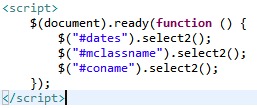 <script>
$(document).ready(function () {
$("#dates").select2();
$("#mclassname").select2();
$("#coname").select2();
});
</script>